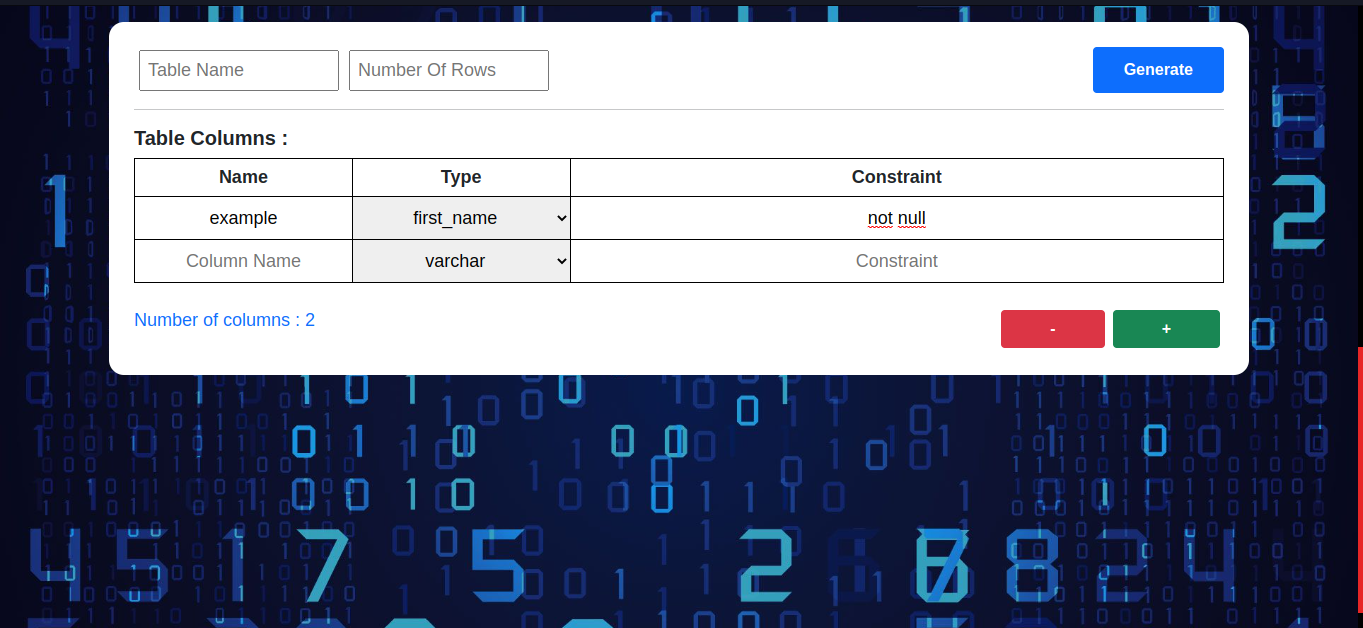 Table Name Number Of Rows Generate
Table Columns :
Name Type Constraint
example first_name not null
Column Name varchar Constraint
Number of columns : 2 - +